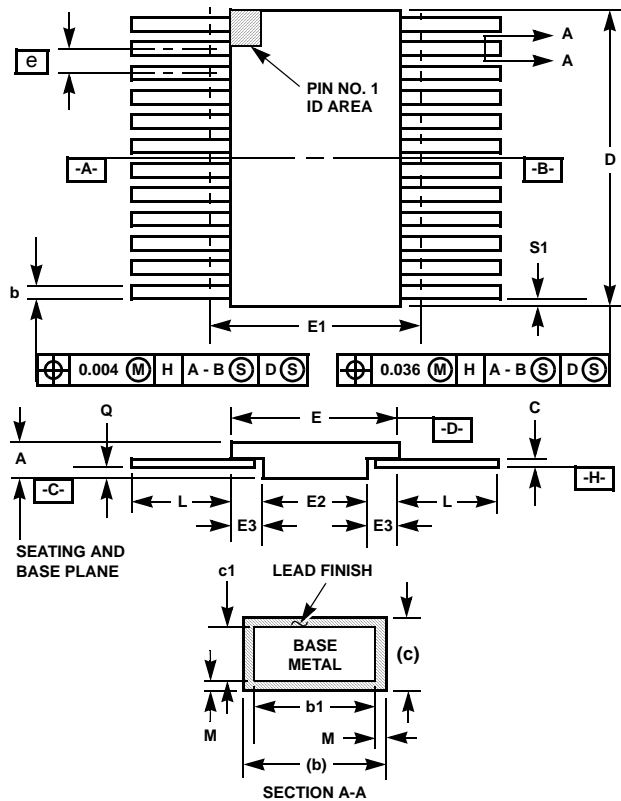 A
A
e
PIN NO. 1
ID AREA
-A-
-B-
D
S1
b
E1
0.004 M H A - B S D S
0.036 M H A - B S D S
Q
E
-D-
C
A
-C-
-H-
L
E2
L
E3
E3
SEATING AND
BASE PLANE
c1
LEAD FINISH
BASE
METAL
(c)
b1
M
M
(b)
SECTION A-A